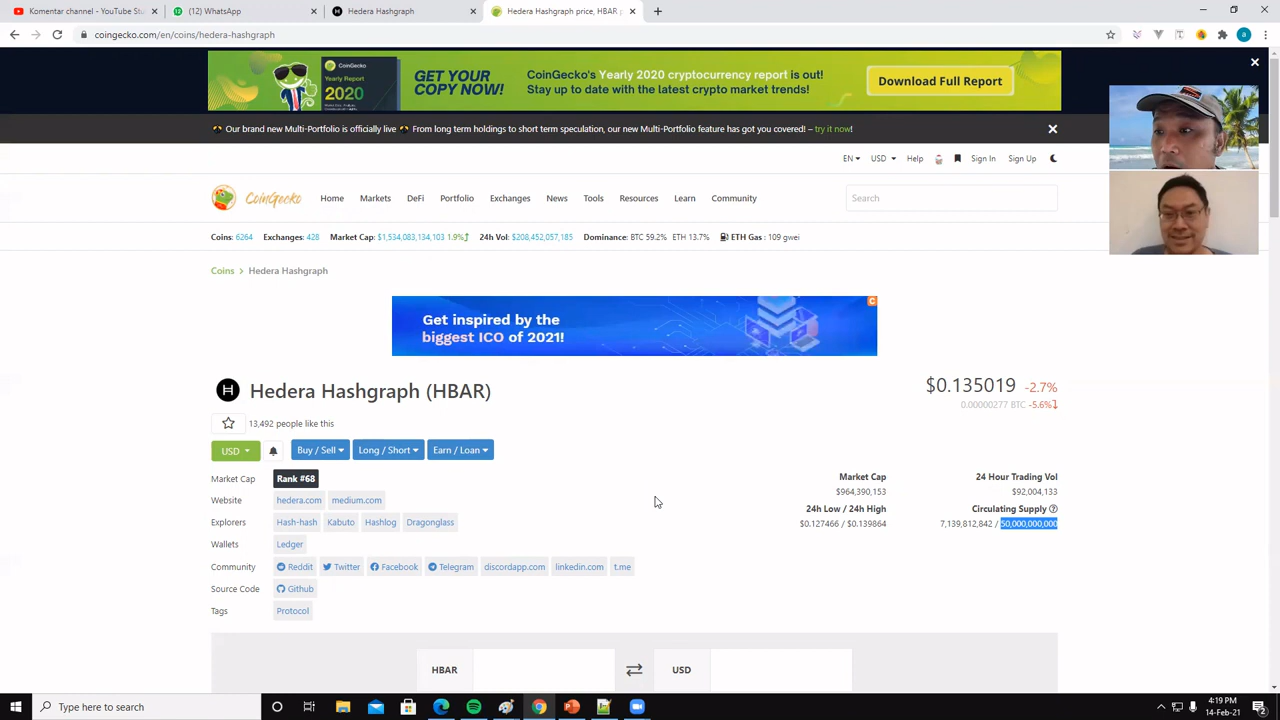 Komentar channel - YouTube Stu
(12) WhatsApp
Hedera Hashgraph
Hedera Hashgraph price, HBAR p
coingecko.com/en/coins/hedera-hashgraph
CoinGecko
Yearly Report
2020
GET YOUR
COPY NOW!
CoinGecko's Yearly 2020 cryptocurrency report is out!
Stay up to date with the latest crypto market trends!
Download Full Report
Our brand new Multi-Portfolio is officially live
From long term holdings to short term speculation, our new Multi-Portfolio feature has got you covered! – try it now!
EN
USD
Help
Sign In
Sign Up
CoinGecko
Home
Markets
DeFi
Portfolio
Exchanges
News
Tools
Resources
Learn
Community
Search
Coins: 6264
Exchanges: 428
Market Cap: $1,534,083,134,103 1.9%
24h Vol: $208,452,057,185
Dominance: BTC 59.2% ETH 13.7%
ETH Gas: 109 gwei
Coins > Hedera Hashgraph
Get inspired by the
biggest ICO of 2021!
Hedera Hashgraph (HBAR)
$0.135019 -2.7%
0.00000277 BTC -5.6%
13,492 people like this
USD
Buy / Sell
Long / Short
Earn / Loan
Market Cap
Rank #68
Website
hedera.com
medium.com
Explorers
Hash-hash
Kabuto
Hashlog
Dragonglass
Wallets
Ledger
Community
Reddit
Twitter
Facebook
Telegram
discordapp.com
linkedin.com
t.me
Source Code
Github
Tags
Protocol
Market Cap
$964,390,153
24 Hour Trading Vol
$92,004,133
24h Low / 24h High
$0.127466 / $0.139864
Circulating Supply
7,139,812,842 / 50,000,000,000
HBAR
USD
Type here to search
4:19 PM
14-Feb-21
2